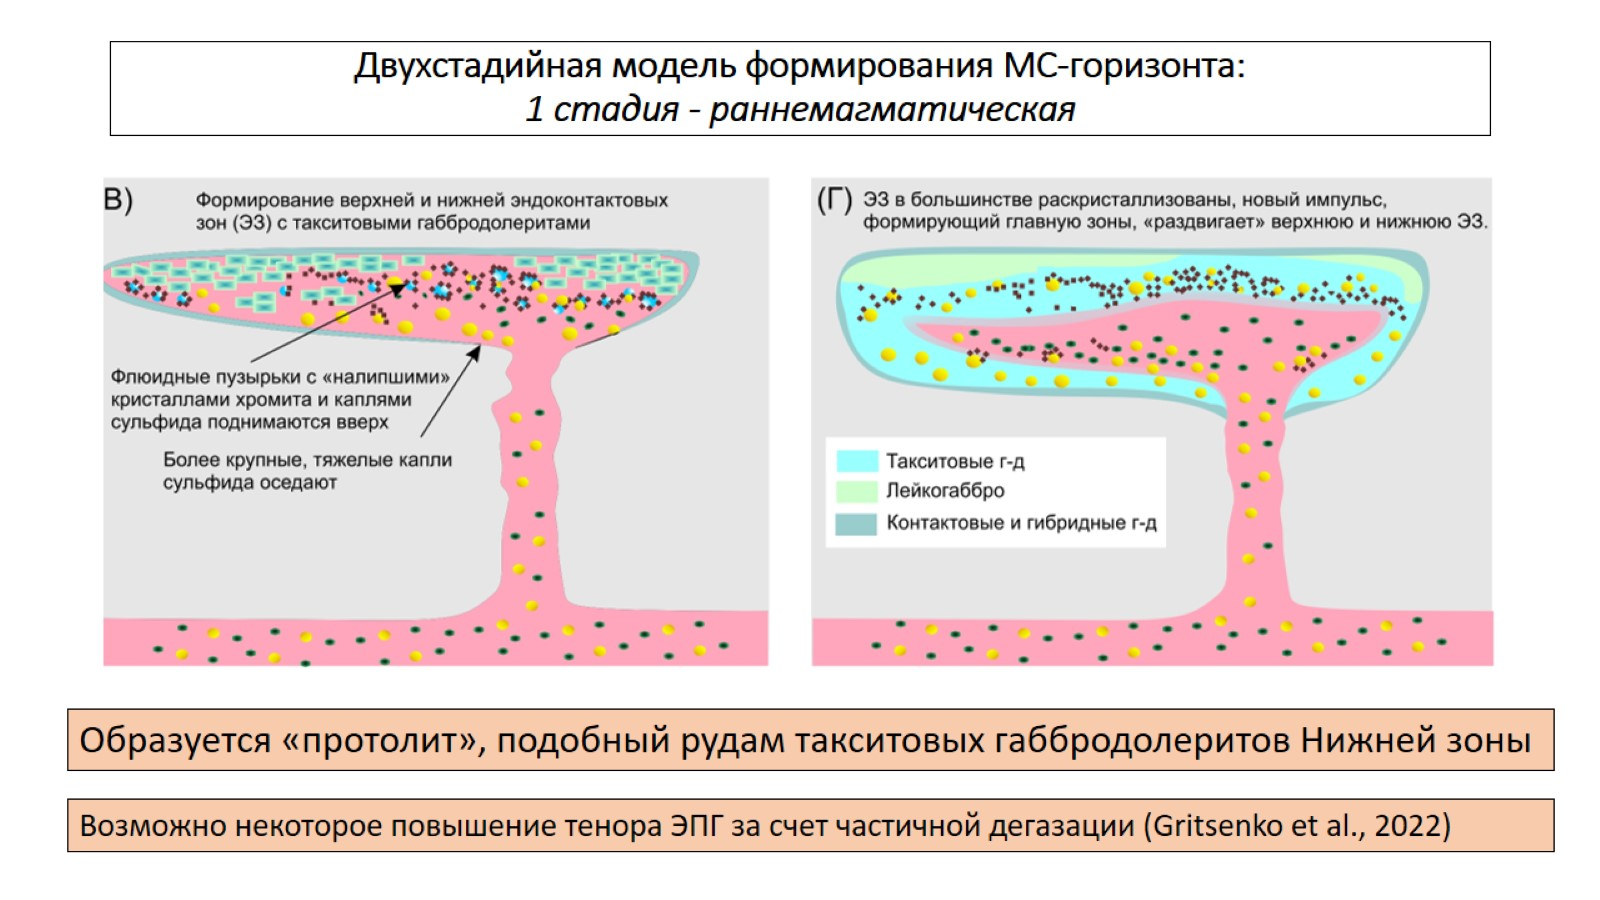 Двухстадийная модель формирования МС-горизонта:
1 стадия - раннемагматическая
В)
Формирование верхней и нижней эндоконтактовых
зон (ЭЗ) с такситовыми габбродолеритами
Флюидные пузырьки с «налипшими»
кристаллами хромита и каплями
сульфида поднимаются вверх
Более крупные, тяжелые капли
сульфида оседают
(Г)
ЭЗ в большинстве раскристаллизованы, новый импульс,
формирующий главную зоны, «раздвигает» верхнюю и нижнюю ЭЗ.
Такситовые г-д
Лейкогаббро
Контактовые и гибридные г-д
Образуется «протолит», подобный рудам такситовых габбродолеритов Нижней зоны
Возможно некоторое повышение тенора ЭПГ за счет частичной дегазации (Gritsenko et al., 2022)